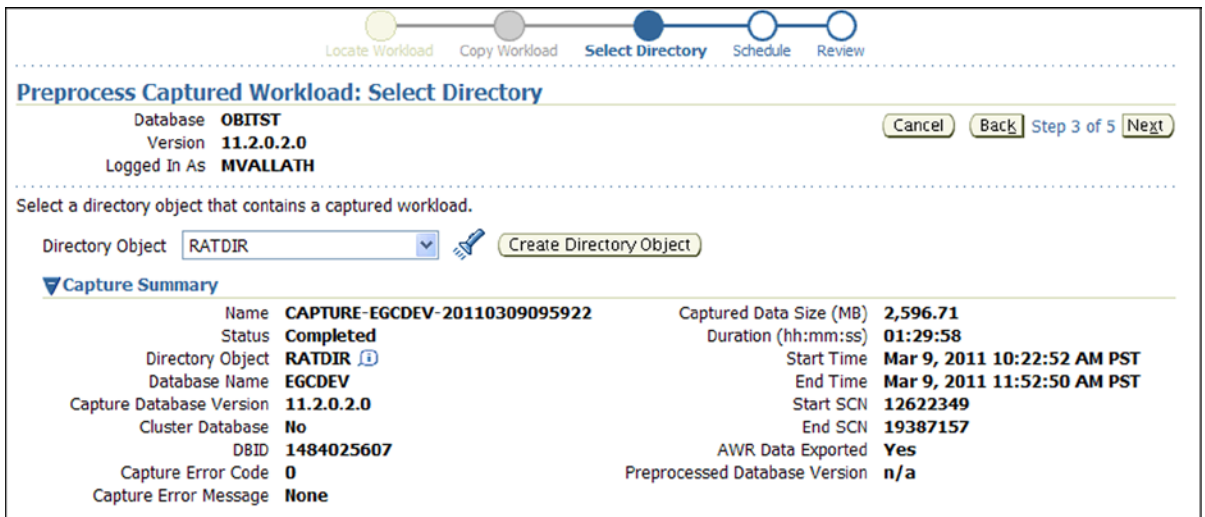 Locate Workload Copy Workload Select Directory Schedule Review
Preprocess Captured Workload: Select Directory
Database OBITST
Version 11.2.0.2.0
Logged In As MVALLATH
Cancel Back Step 3 of 5 Next
Select a directory object that contains a captured workload.
Directory Object RATDIR Create Directory Object
Capture Summary
Name CAPTURE-EGCDEV-20110309095922
Status Completed
Directory Object RATDIR
Database Name EGCDEV
Capture Database Version 11.2.0.2.0
Cluster Database No
DBID 1484025607
Capture Error Code 0
Capture Error Message None
Captured Data Size (MB) 2,596.71
Duration (hh:mm:ss) 01:29:58
Start Time Mar 9, 2011 10:22:52 AM PST
End Time Mar 9, 2011 11:52:50 AM PST
Start SCN 12622349
End SCN 19387157
AWR Data Exported Yes
Preprocessed Database Version n/a